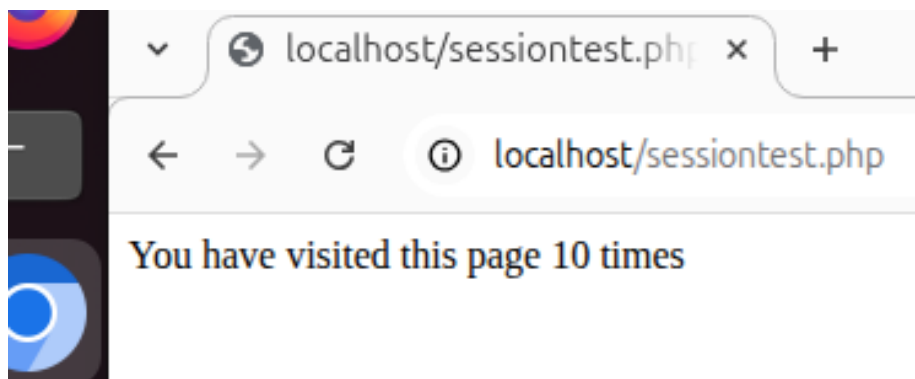 localhost/sessiontest.ph
localhost/sessiontest.php
You have visited this page 10 times